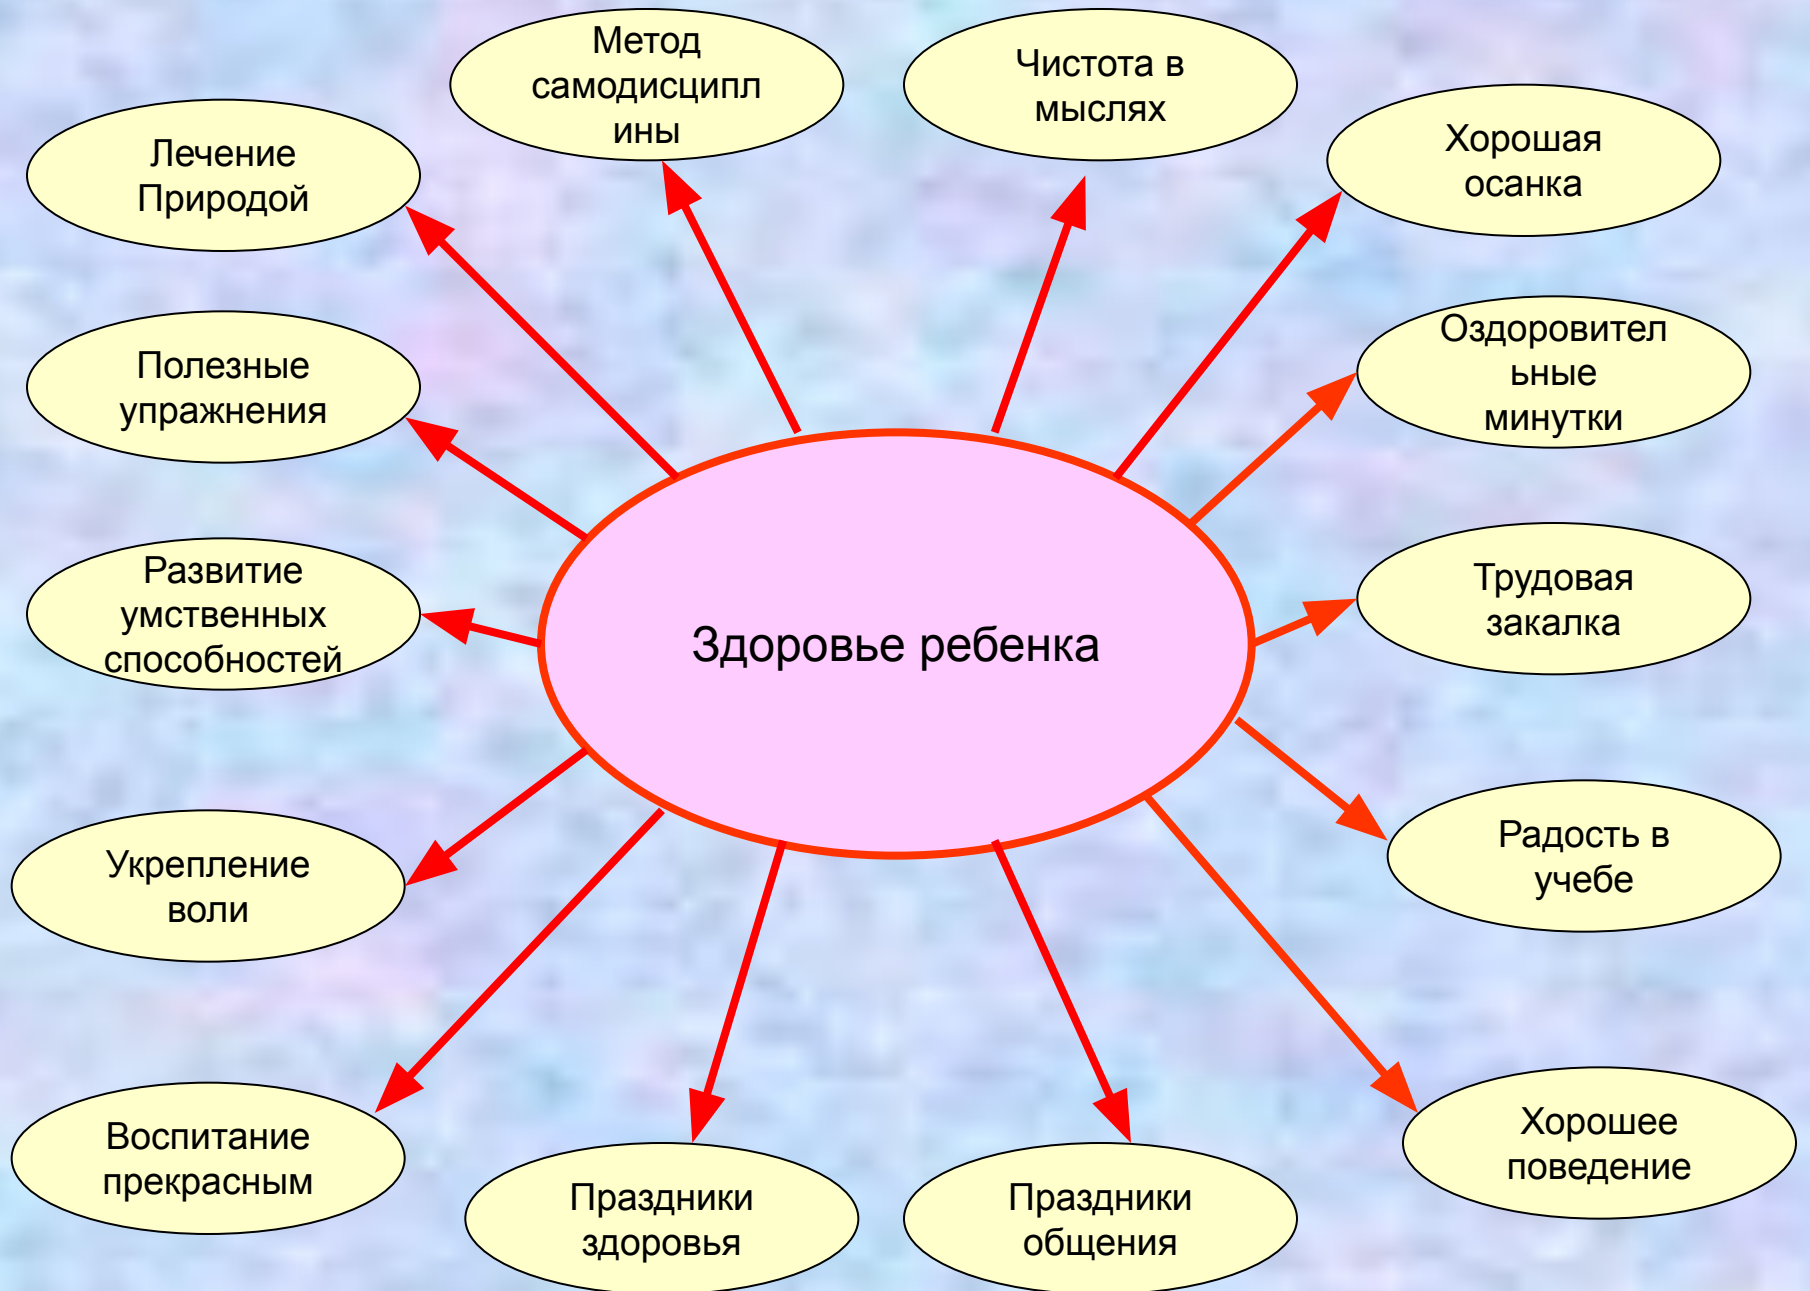 Метод
самодисципл
ины
Чистота в
мыслях
Лечение
Природой
Хорошая
осанка
Полезные
упражнения
Оздоровител
ьные
минутки
Развитие
умственных
способностей
Здоровье ребенка
Трудовая
закалка
Укрепление
воли
Радость в
учебе
Воспитание
прекрасным
Праздники
здоровья
Праздники
общения
Хорошее
поведение